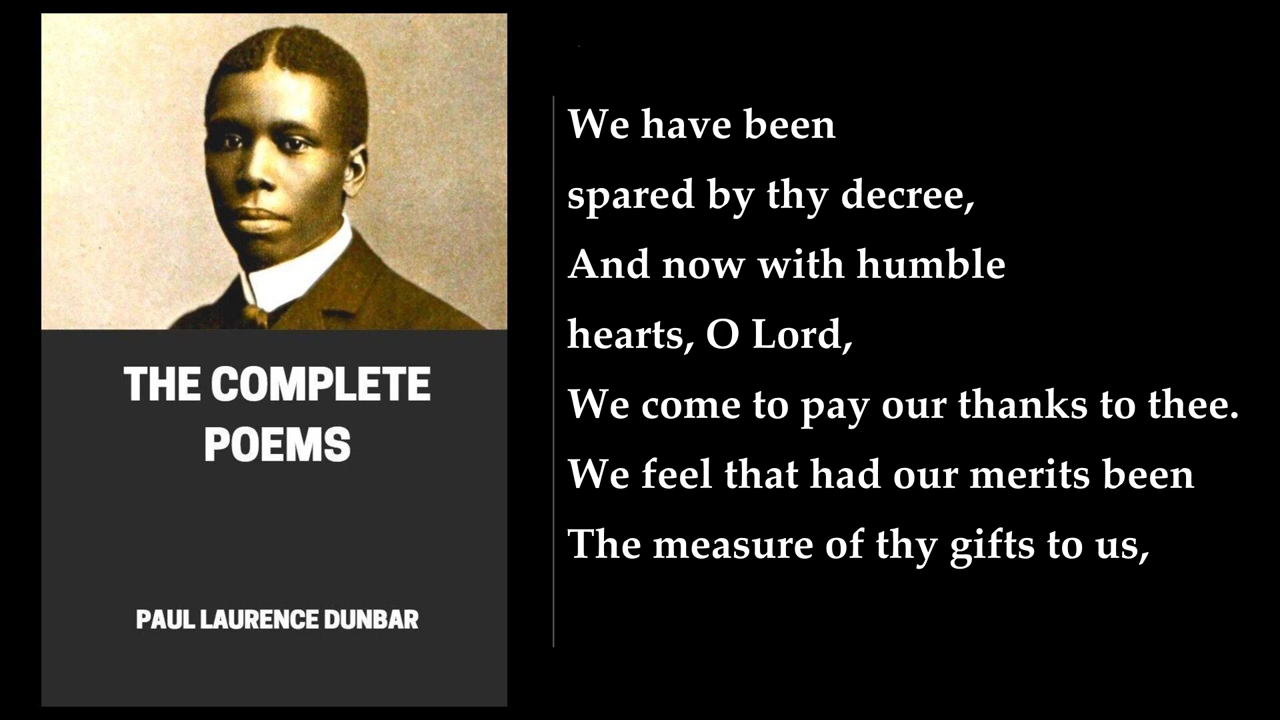 THE COMPLETE
POEMS
PAUL LAURENCE DUNBAR
We have been
spared by thy decree,
And now with humble
hearts, O Lord,
We come to pay our thanks to thee.
We feel that had our merits been
The measure of thy gifts to us,